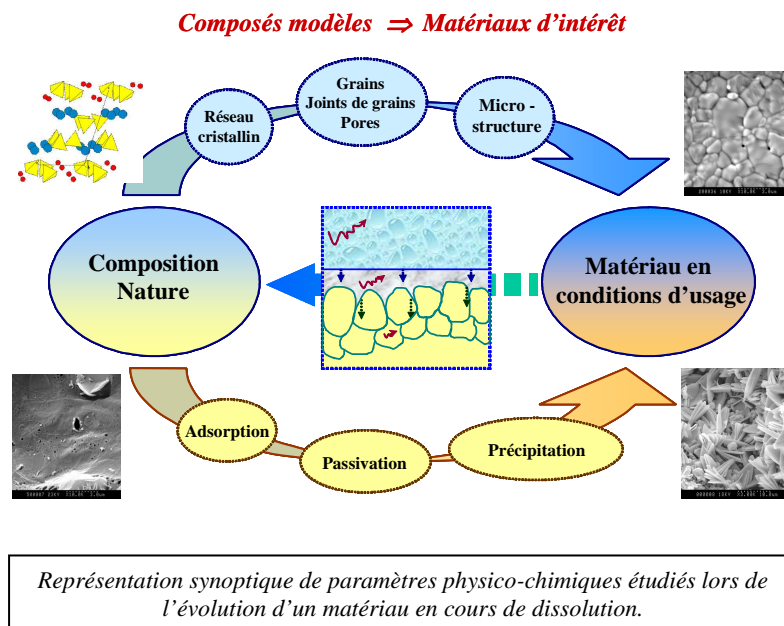 Composés modèles ⇒ Matériaux d'intérêt
Grains
Joints de grains
Pores
Réseau
cristallin
Micro -
structure
Composition
Nature
Matériau en
conditions d'usage
Adsorption
Passivation
Précipitation
Représentation synoptique de paramètres physico-chimiques étudiés lors de
l'évolution d'un matériau en cours de dissolution.